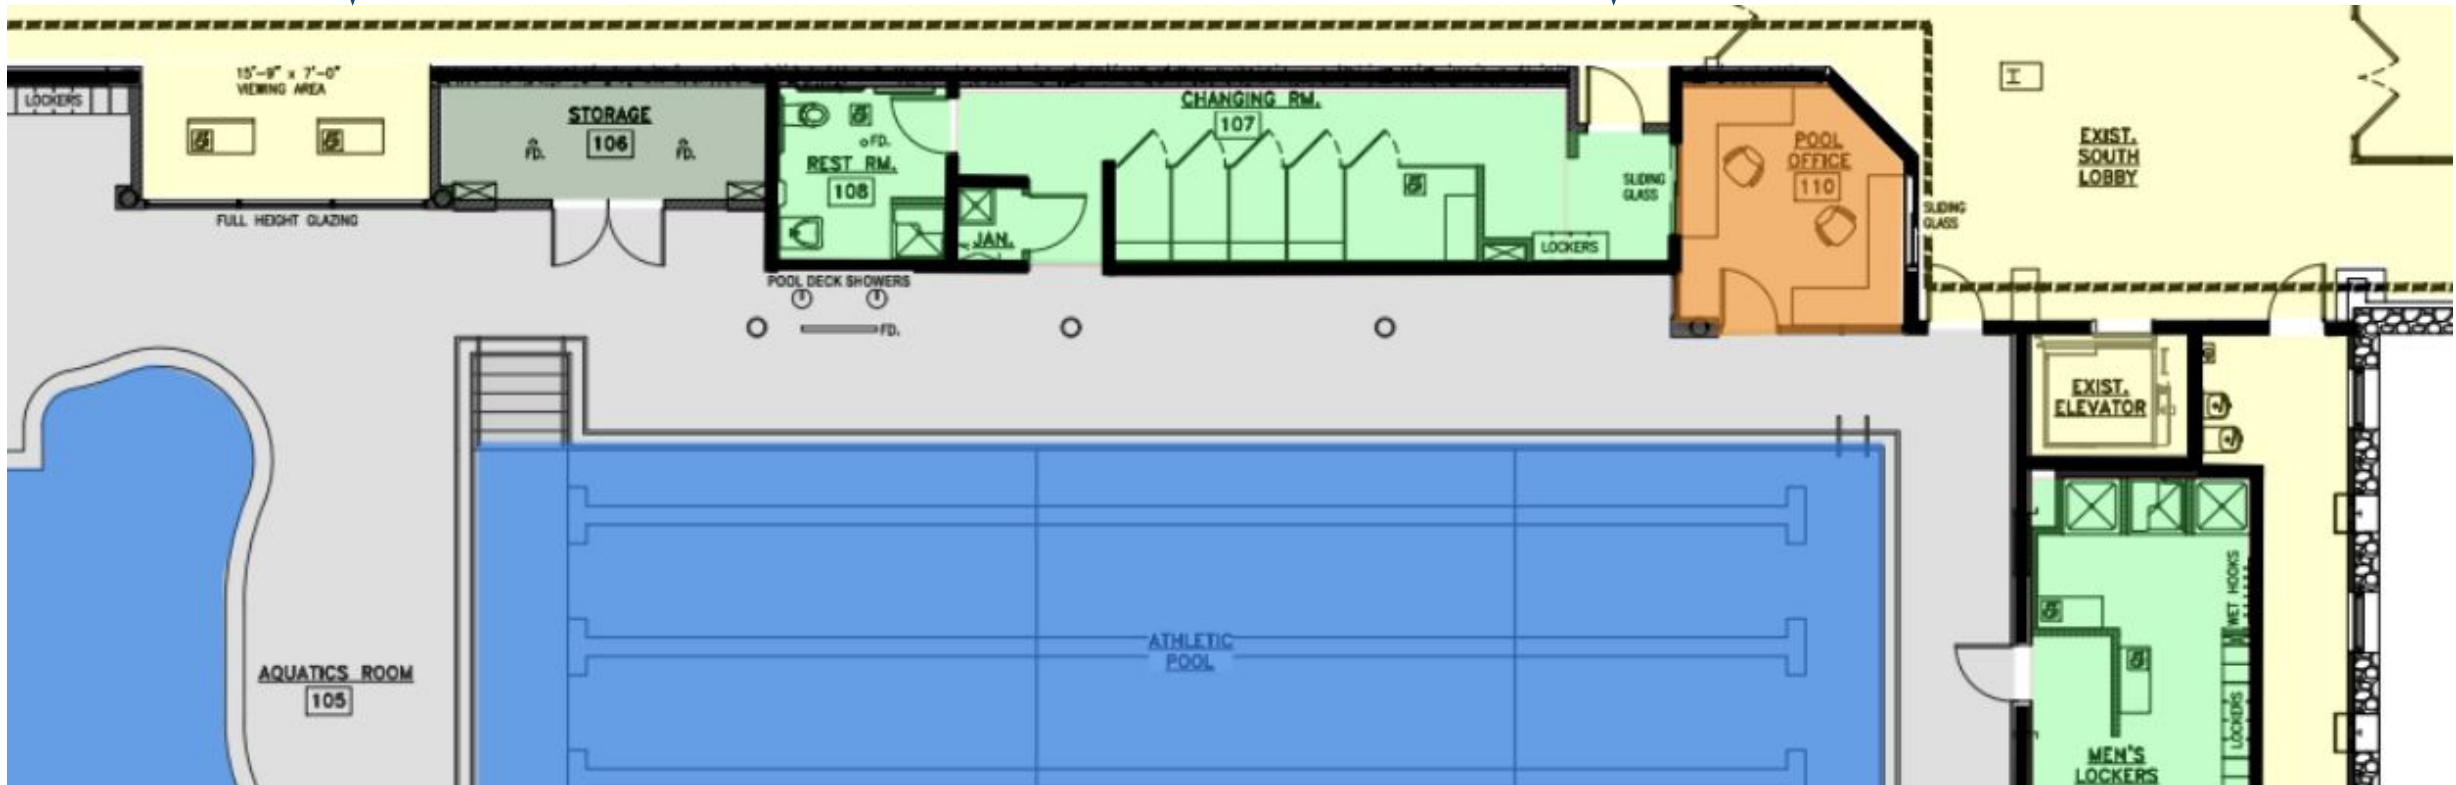 LOCKERS
15'-9" x 7'-0"
VIEWING AREA
FULL HEIGHT GLAZING
STORAGE
106
FD.
FD.
REST RM.
108
FD.
JAN.
CHANGING RM.
107
LOCKERS
SLIDING
GLASS
POOL
OFFICE
110
SLIDING
GLASS
EXIST.
SOUTH
LOBBY
POOL DECK SHOWERS
FD.
EXIST.
ELEVATOR
AQUATICS ROOM
105
ATHLETIC
POOL
WET HOOKS
LOCKERS
MEN'S
LOCKERS